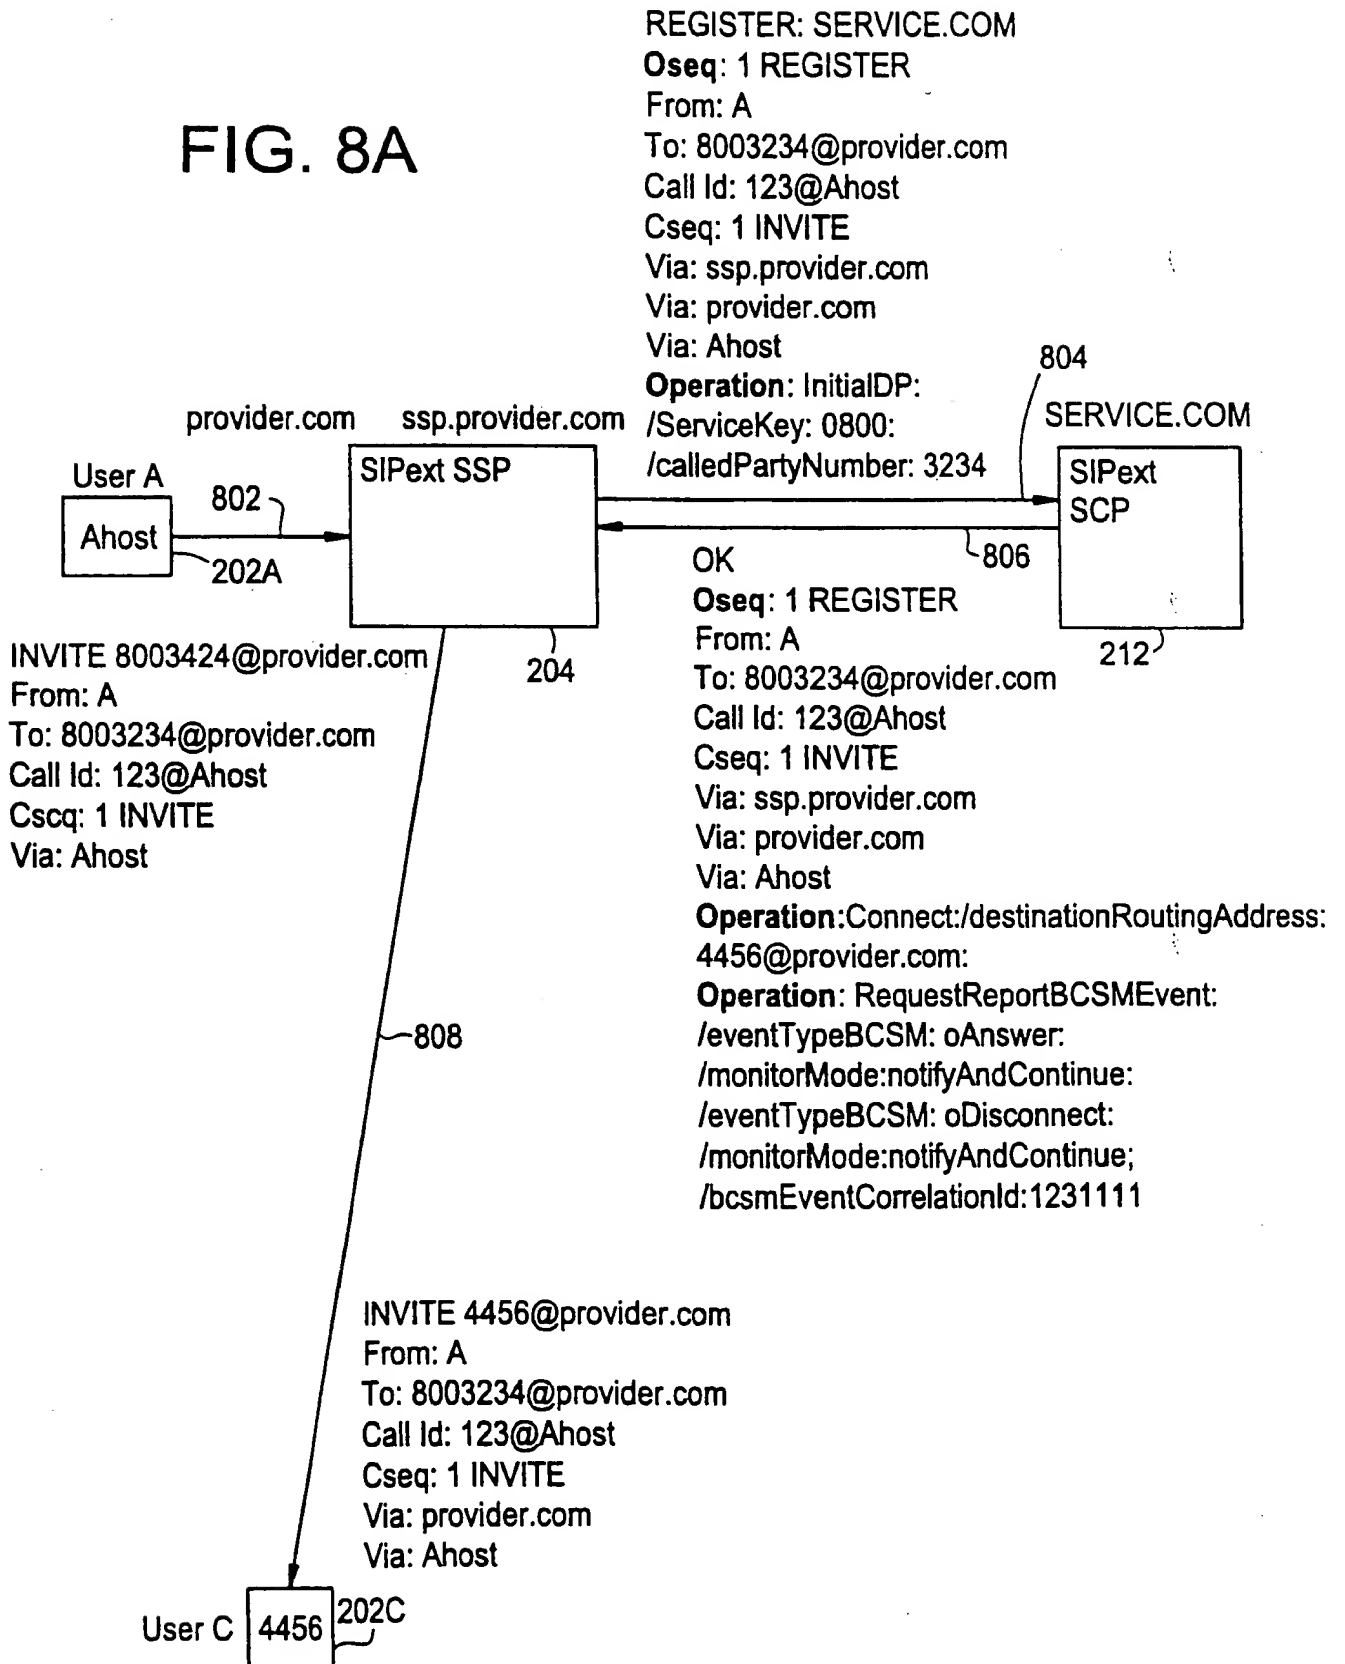 FIG. 8A
REGISTER: SERVICE.COM
Oseq: 1 REGISTER
From: A
To: 8003234@provider.com
Call Id: 123@Ahost
Cseq: 1 INVITE
Via: ssp.provider.com
Via: provider.com
Via: Ahost
Operation: InitialDP:
/ServiceKey: 0800:
/calledPartyNumber: 3234
804
provider.com
ssp.provider.com
SERVICE.COM
User A
Ahost
802
202A
SIPext SSP
204
SIPext
SCP
212
806
INVITE 8003424@provider.com
From: A
To: 8003234@provider.com
Call Id: 123@Ahost
Cscq: 1 INVITE
Via: Ahost
OK
Oseq: 1 REGISTER
From: A
To: 8003234@provider.com
Call Id: 123@Ahost
Cseq: 1 INVITE
Via: ssp.provider.com
Via: provider.com
Via: Ahost
Operation:Connect:/destinationRoutingAddress:
4456@provider.com:
Operation: RequestReportBCSMEvent:
/eventTypeBCSM: oAnswer:
/monitorMode:notifyAndContinue:
/eventTypeBCSM: oDisconnect:
/monitorMode:notifyAndContinue;
/bcsmEventCorrelationId:1231111
808
INVITE 4456@provider.com
From: A
To: 8003234@provider.com
Call Id: 123@Ahost
Cseq: 1 INVITE
Via: provider.com
Via: Ahost
User C
4456
202C